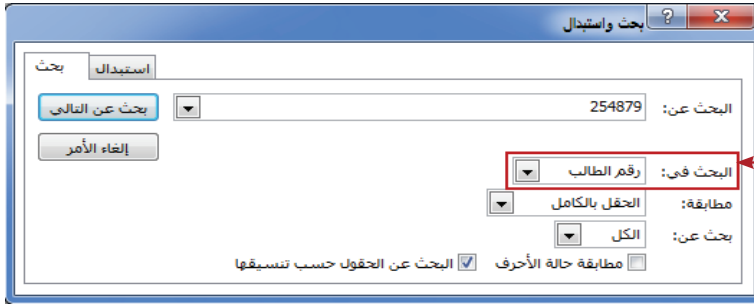 بحث واستبدال
بحث استبدال
البحث عن: 254879 بحث عن التالي
إلغاء الأمر
البحث في: رقم الطالب
مطابقة: الحقل بالكامل
بحث عن: الكل
مطابقة حالة الأحرف البحث عن الحقول حسب تنسيقها